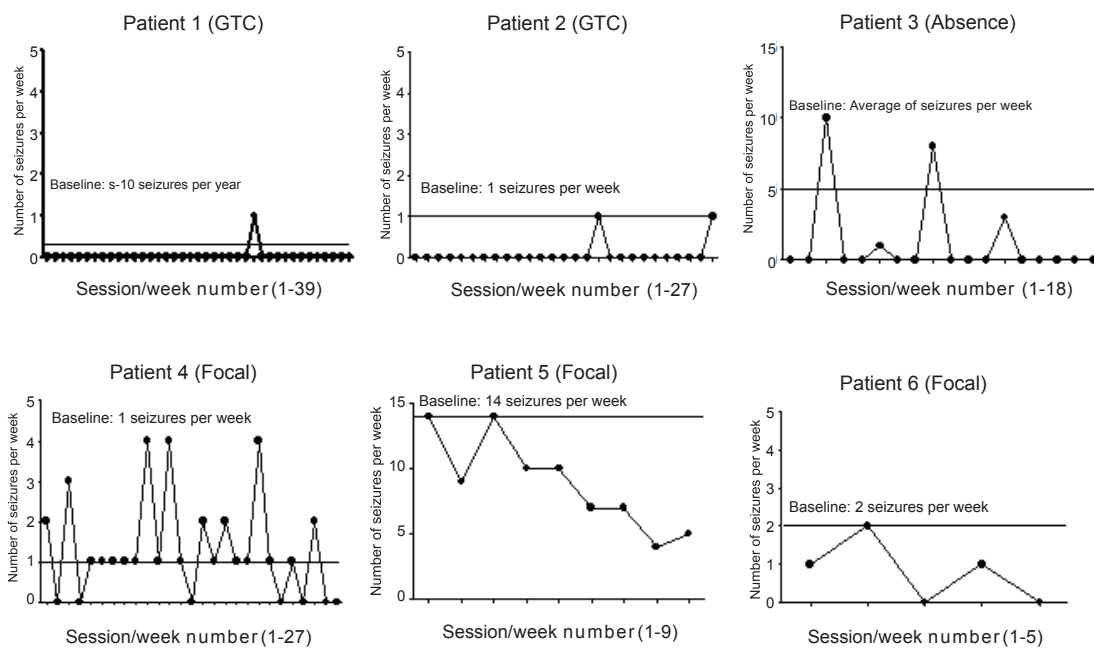 Patient 1 (GTC)
Number of seizures per week
5
4
3
2
1
0
Baseline: s-10 seizures per year
Session/week number (1-39)
Patient 2 (GTC)
Number of seizures per week
5
4
3
2
1
0
Baseline: 1 seizures per week
Session/week number (1-27)
Patient 3 (Absence)
Number of seizures per week
15
10
5
0
Baseline: Average of seizures per week
Session/week number (1-18)
Patient 4 (Focal)
Number of seizures per week
5
4
3
2
1
0
Baseline: 1 seizures per week
Session/week number (1-27)
Patient 5 (Focal)
Number of seizures per week
15
10
5
0
Baseline: 14 seizures per week
Session/week number (1-9)
Patient 6 (Focal)
Number of seizures per week
5
4
3
2
1
0
Baseline: 2 seizures per week
Session/week number (1-5)